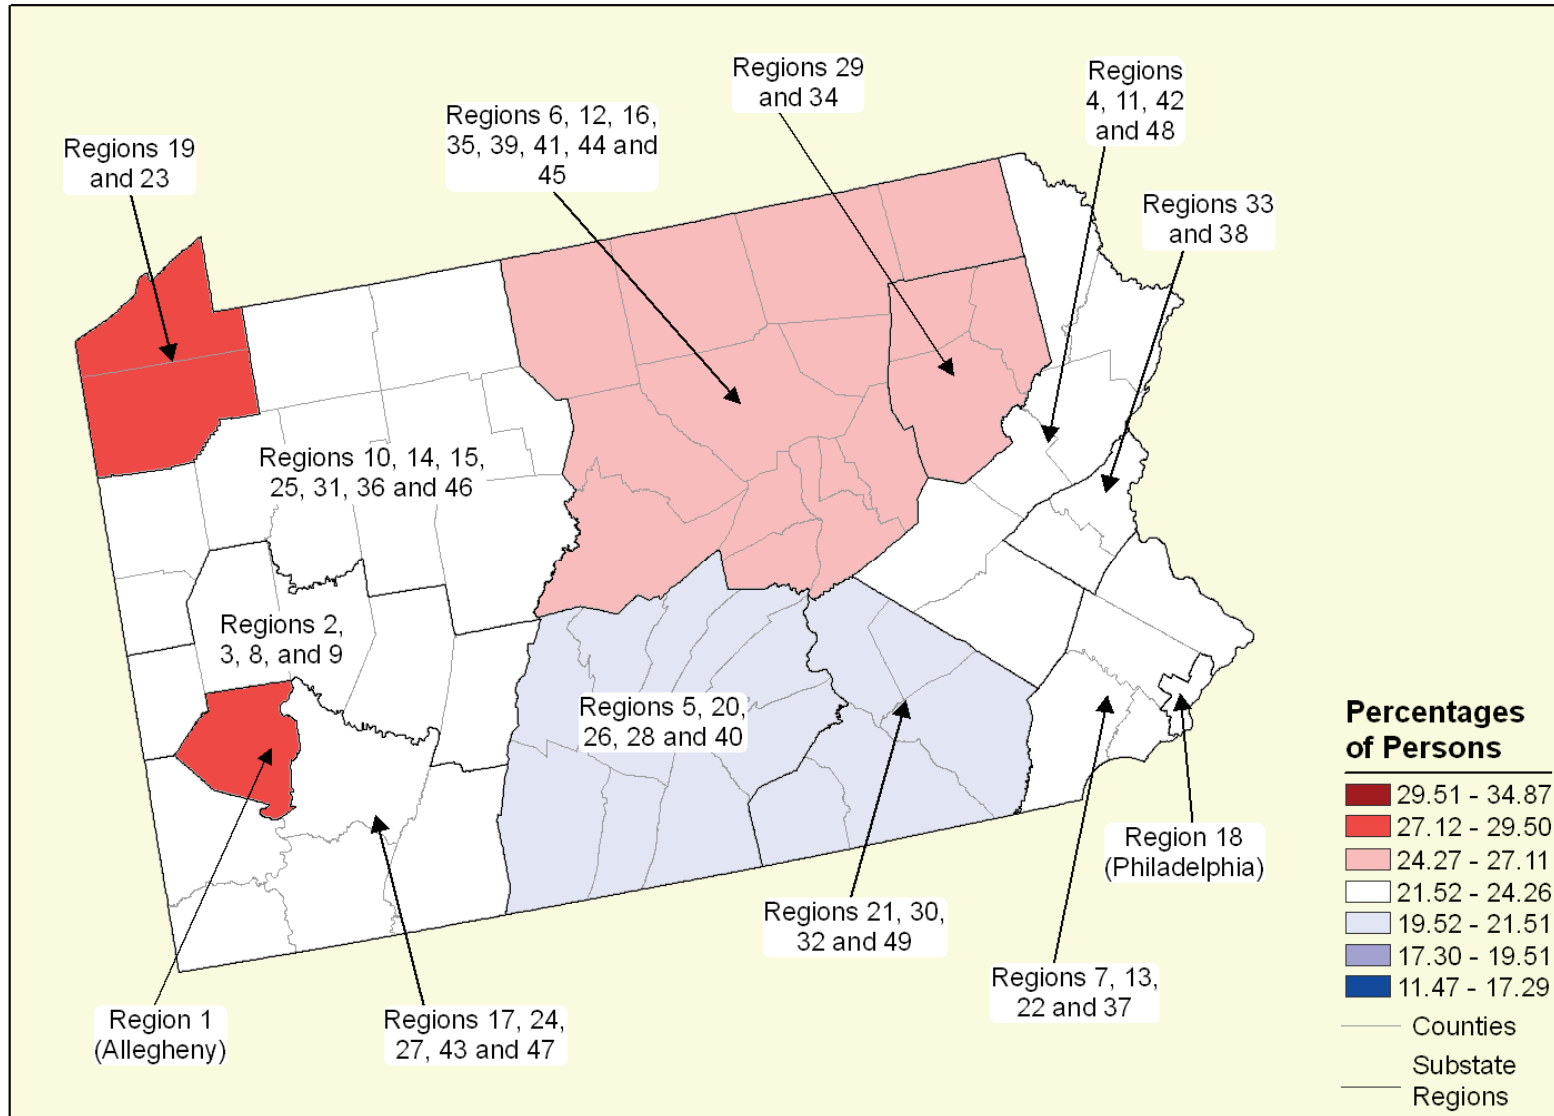 Regions 29
and 34
Regions
4, 11, 42
and 48
Regions 6, 12, 16,
35, 39, 41, 44 and
45
Regions 19
and 23
Regions 33
and 38
Regions 10, 14, 15,
25, 31, 36 and 46
Regions 2,
3, 8, and 9
Regions 5, 20,
26, 28 and 40
Regions 21, 30,
32 and 49
Region 18
(Philadelphia)
Regions 7, 13,
22 and 37
Region 1
(Allegheny)
Regions 17, 24,
27, 43 and 47
Percentages
of Persons
29.51 - 34.87
27.12 - 29.50
24.27 - 27.11
21.52 - 24.26
19.52 - 21.51
17.30 - 19.51
11.47 - 17.29
Counties
Substate
Regions